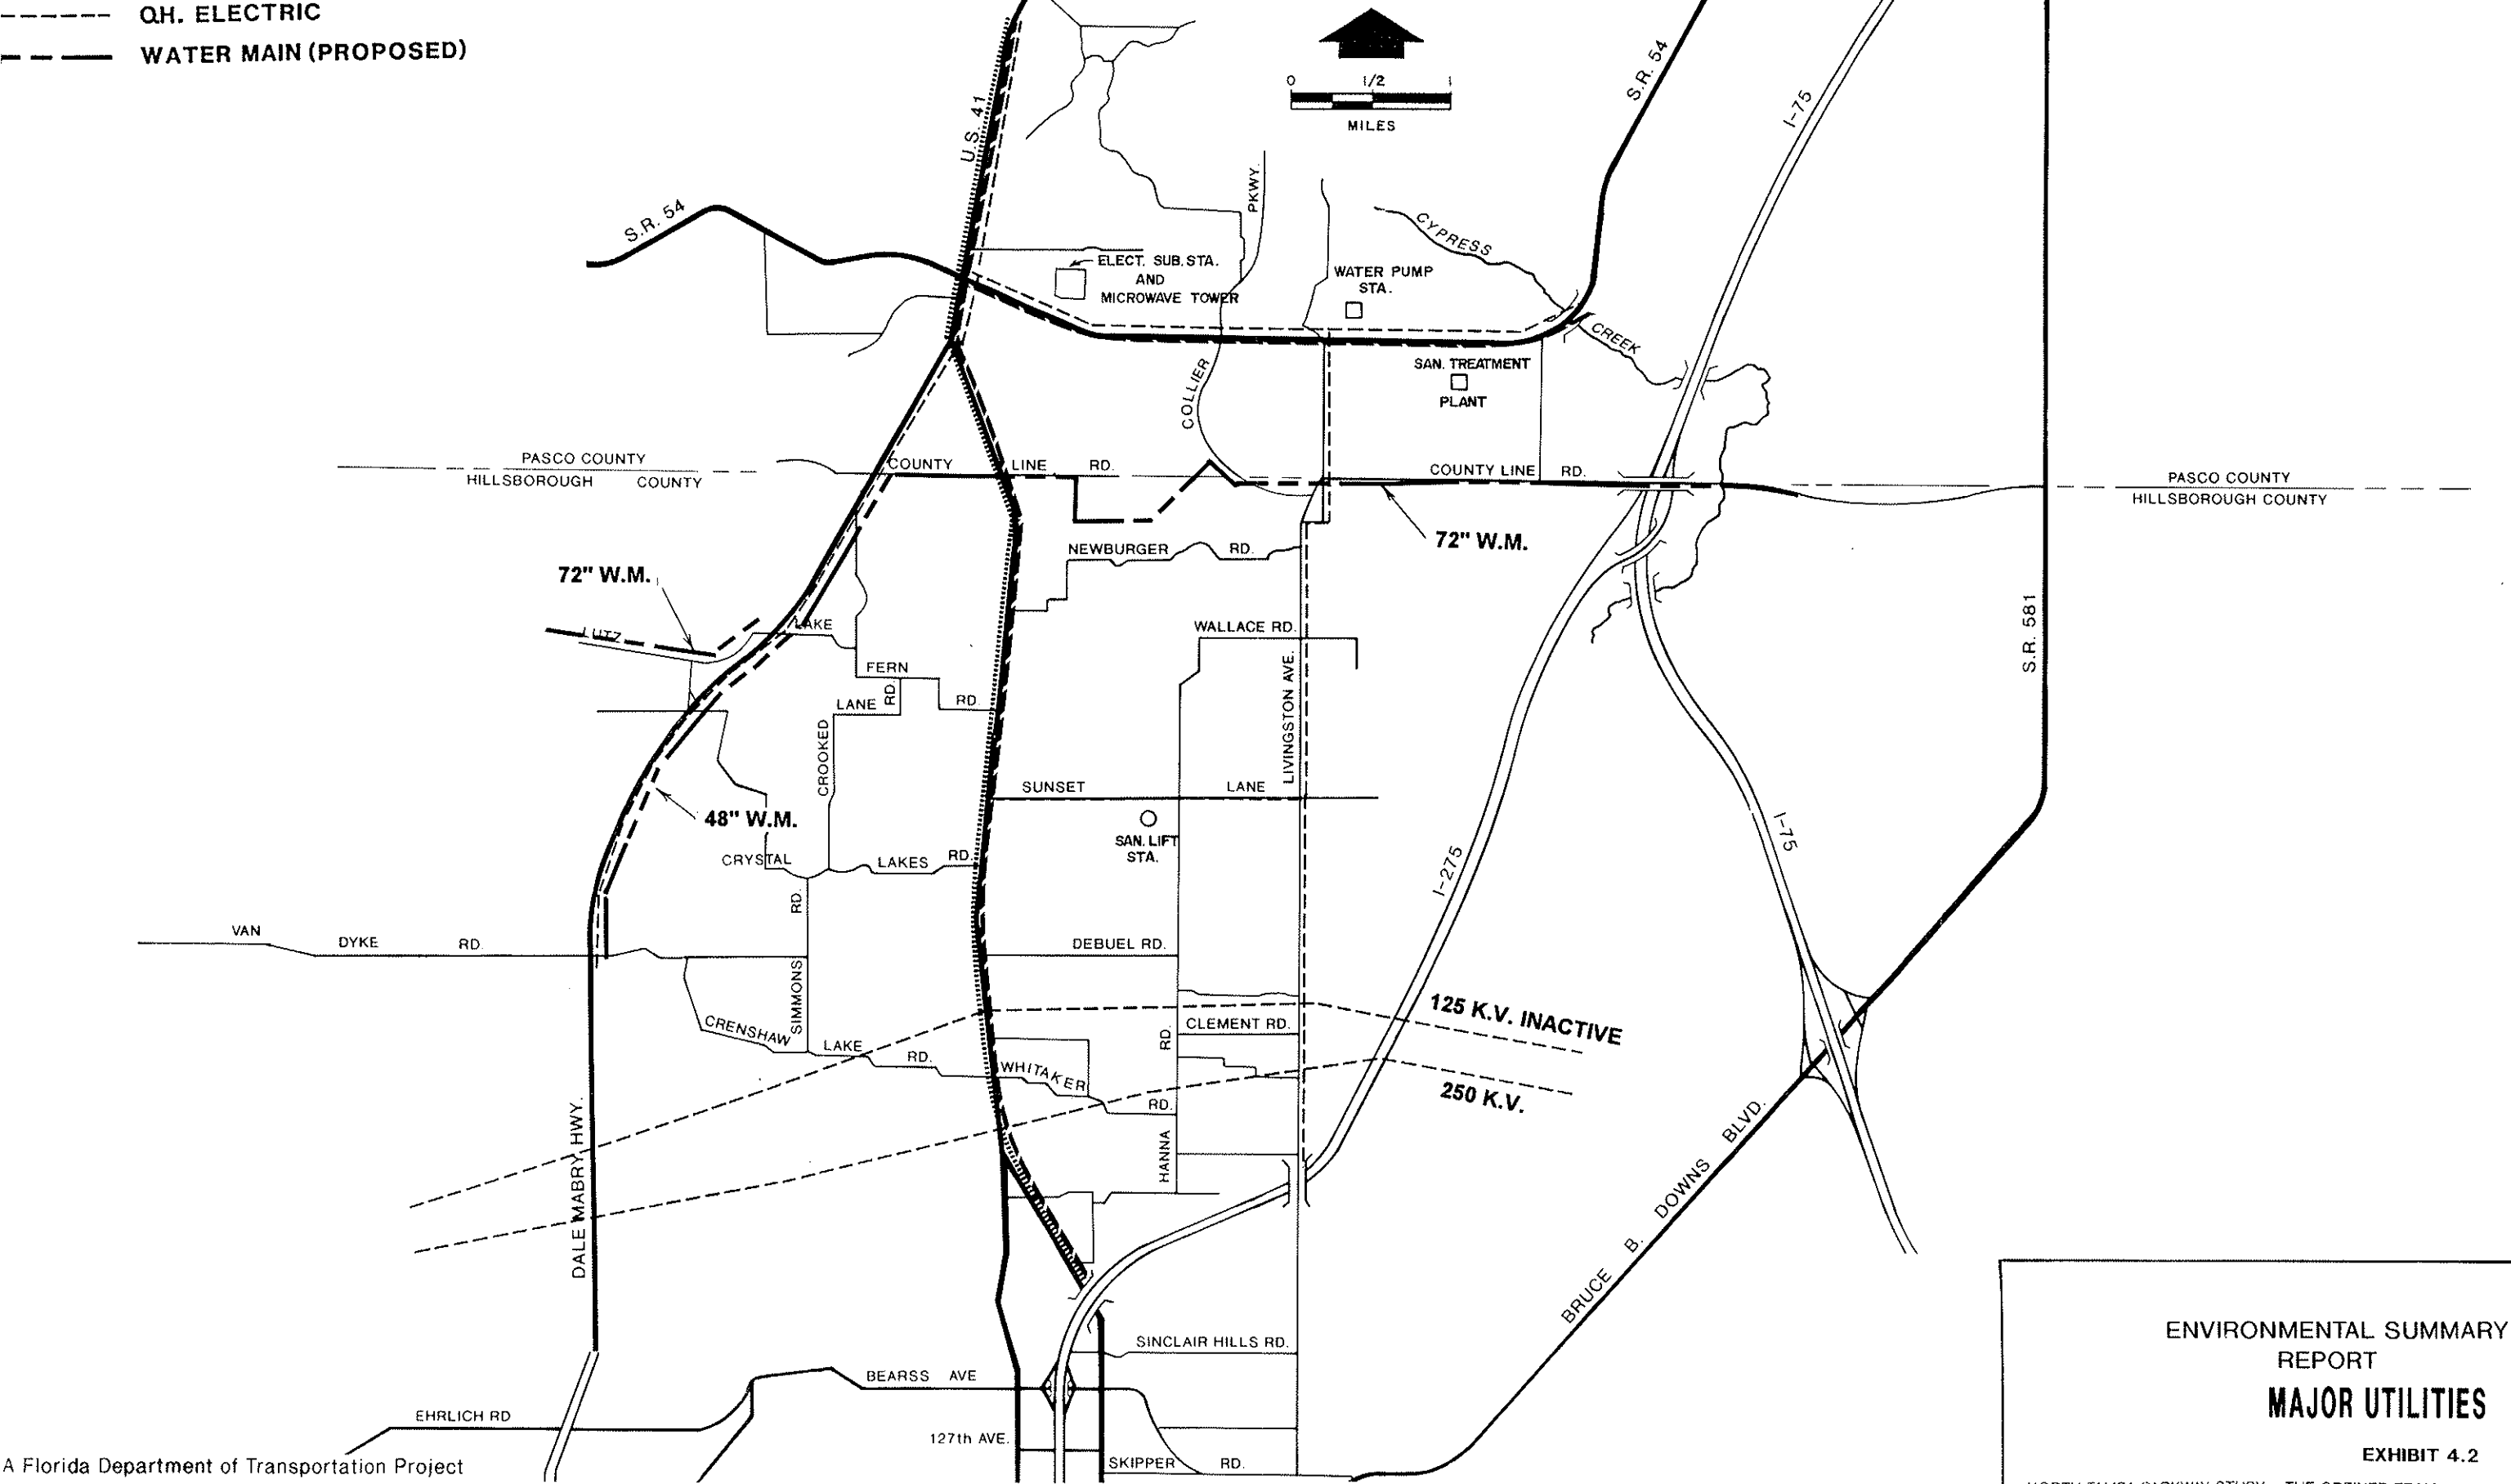 O.H. ELECTRIC
WATER MAIN (PROPOSED)
0 1/2 1
MILES
U.S. 41
S.R. 54
I-75
S.R. 54
PKWY.
CYPRESS
CREEK
ELECT. SUB. STA.
AND
MICROWAVE TOWER
WATER PUMP
STA.
COLLIER
SAN. TREATMENT
PLANT
PASCO COUNTY
HILLSBOROUGH COUNTY
COUNTY LINE RD.
COUNTY LINE RD.
PASCO COUNTY
HILLSBOROUGH COUNTY
72" W.M.
NEWBURGER RD.
72" W.M.
LUTZ LAKE
FERN
RD.
WALLACE RD.
LIVINGSTON AVE.
S.R. 581
LANE
RD.
CROOKED
SUNSET LANE
48" W.M.
SAN. LIFT
STA.
CRYSTAL LAKES RD.
I-275
I-75
RD.
SIMMONS
VAN DYKE RD.
DEBUEL RD.
125 K.V. INACTIVE
CLEMENT RD.
CRENSHAW LAKE RD.
WHITAKER
RD.
RD.
HANNA
250 K.V.
DALE MABRY HWY.
BRUCE B. DOWNS BLVD.
SINCLAIR HILLS RD.
BEARSS AVE
EHRLICH RD
127th AVE.
SKIPPER RD.
A Florida Department of Transportation Project
ENVIRONMENTAL SUMMARY
REPORT
MAJOR UTILITIES
EXHIBIT 4.2